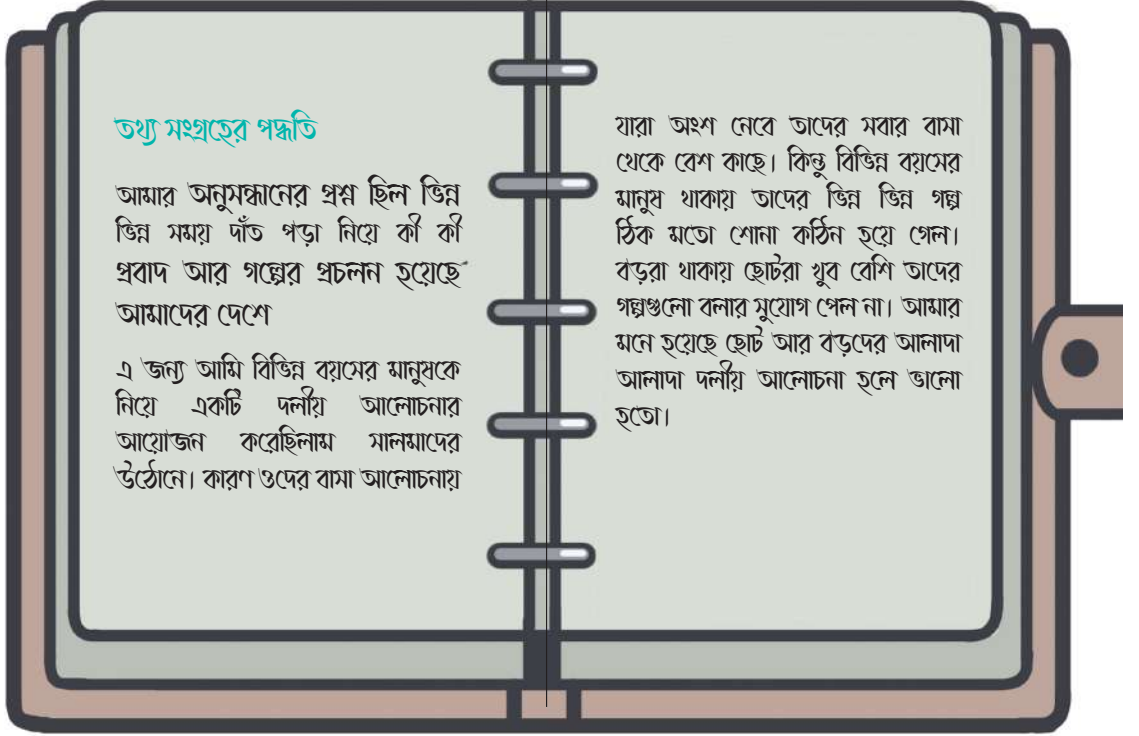 তথ্য সংগ্রহের পদ্ধতি
আমার অনুসন্ধানের প্রশ্ন ছিল ভিন্ন
ভিন্ন সময় দাঁত পড়া নিয়ে কী কী
প্রবাদ আর গল্পের প্রচলন হয়েছে
আমাদের দেশে
এ জন্য আমি বিভিন্ন বয়সের মানুষকে
নিয়ে একটি দলীয় আলোচনার
আয়োজন করেছিলাম সালমাদের
উঠোনে। কারণ ওদের বাসা আলোচনায়
যারা অংশ নেবে তাদের সবার বাসা
থেকে বেশ কাছে। কিন্তু বিভিন্ন বয়সের
মানুষ থাকায় তাদের ভিন্ন ভিন্ন গল্প
ঠিক মতো শোনা কঠিন হয়ে গেল।
বড়রা থাকায় ছোটরা খুব বেশি তাদের
গল্পগুলো বলার সুযোগ পেল না। আমার
মনে হয়েছে ছোট আর বড়দের আলাদা
আলাদা দলীয় আলোচনা হলে ভালো
হতো।